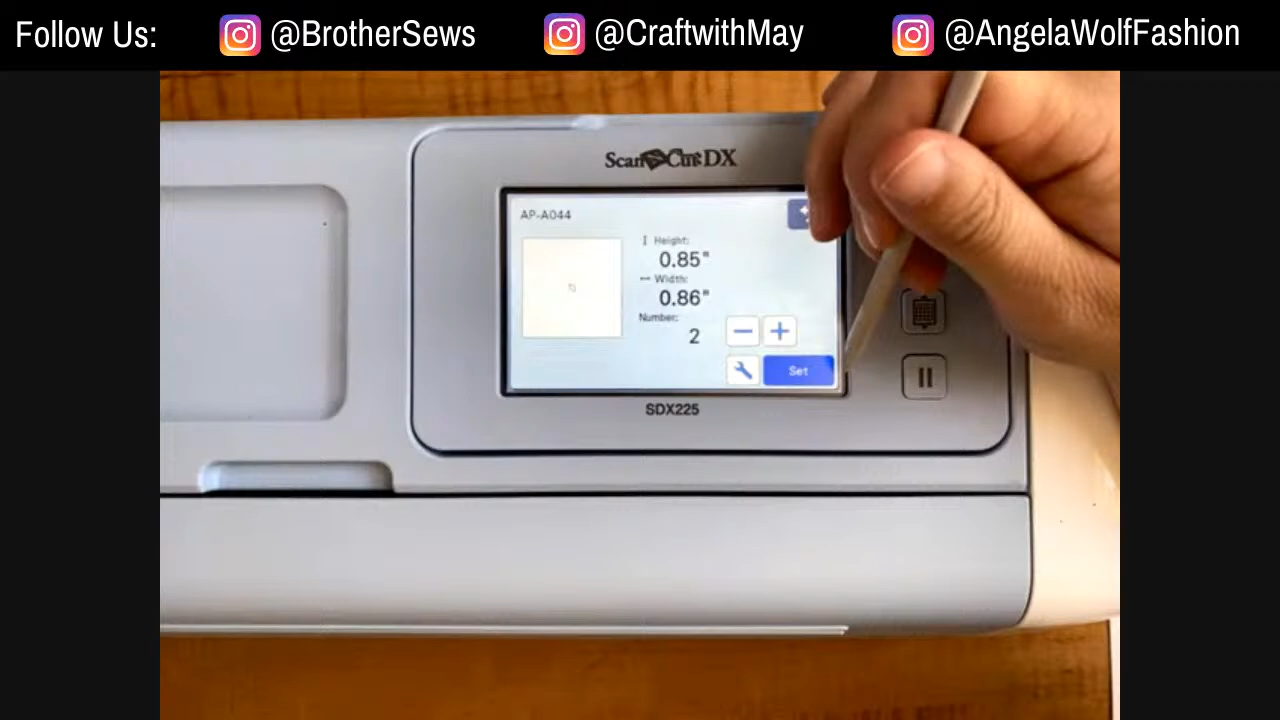 Follow Us: @BrotherSews @CraftwithMay @AngelaWolfFashion
ScanNCut DX
AP-A044
Height:
0.85"
Width:
0.86"
Number:
2
Set
SDX225